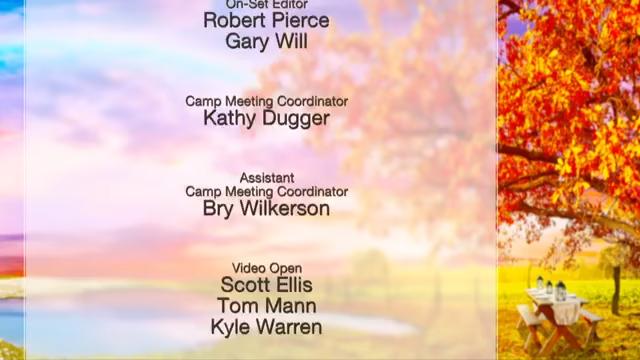 On-Set Editor
Robert Pierce
Gary Will
Camp Meeting Coordinator
Kathy Dugger
Assistant
Camp Meeting Coordinator
Bry Wilkerson
Video Open
Scott Ellis
Tom Mann
Kyle Warren